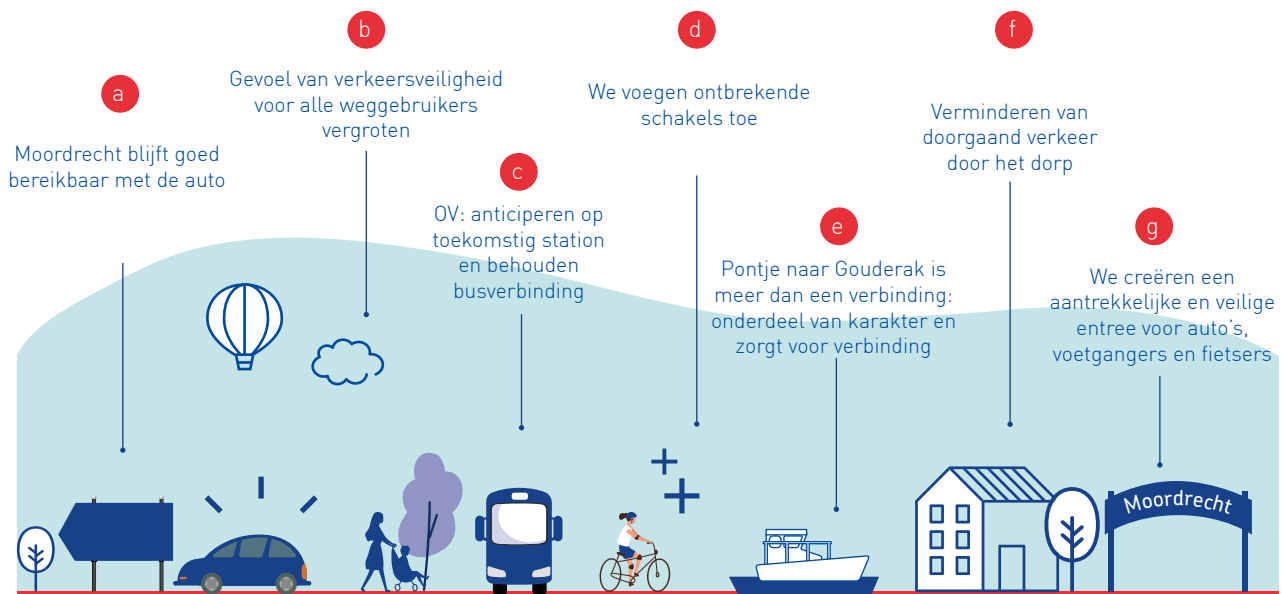 a
Moordrecht blijft goed
bereikbaar met de auto
b
Gevoel van verkeersveiligheid
voor alle weggebruikers
vergroten
c
OV: anticiperen op
toekomstig station
en behouden
busverbinding
d
We voegen ontbrekende
schakels toe
e
Pontje naar Gouderak is
meer dan een verbinding:
onderdeel van karakter en
zorgt voor verbinding
f
Verminderen van
doorgaand verkeer
door het dorp
g
We creëren een
aantrekkelijke en veilige
entree voor auto's,
voetgangers en fietsers
Moordrecht